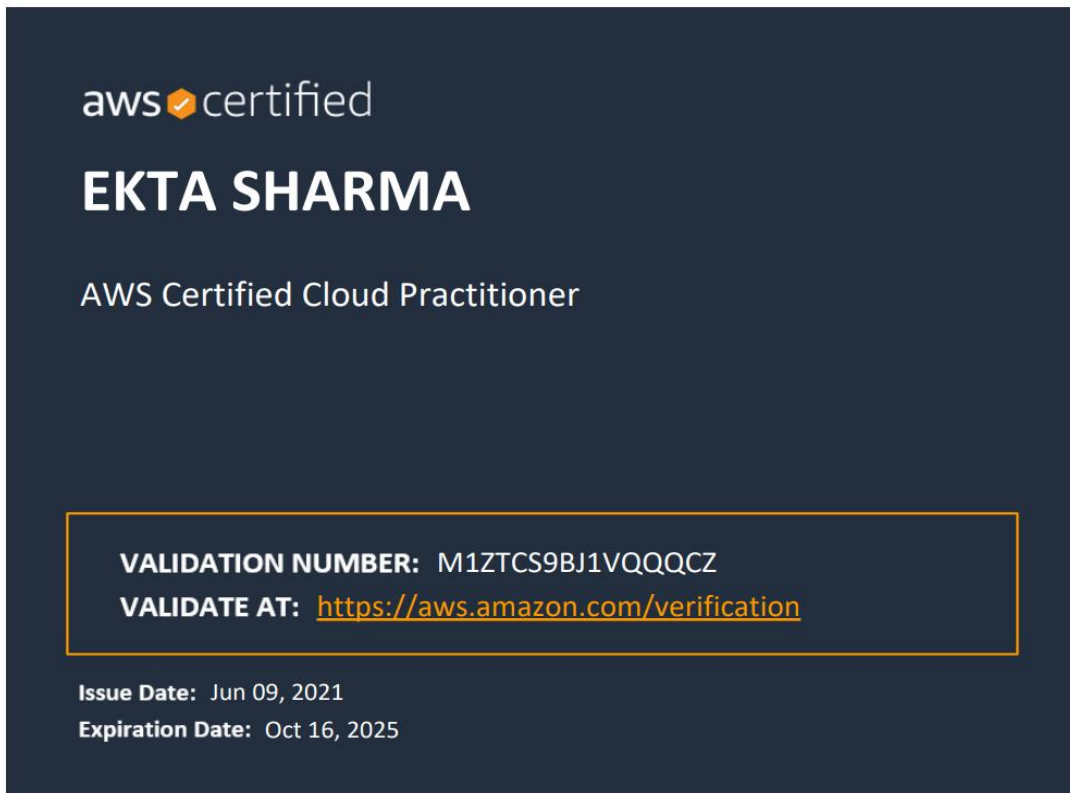 aws certified
EKTA SHARMA
AWS Certified Cloud Practitioner
VALIDATION NUMBER: M1ZTCS9BJ1VQQQCZ
VALIDATE AT: https://aws.amazon.com/verification
Issue Date: Jun 09, 2021
Expiration Date: Oct 16, 2025